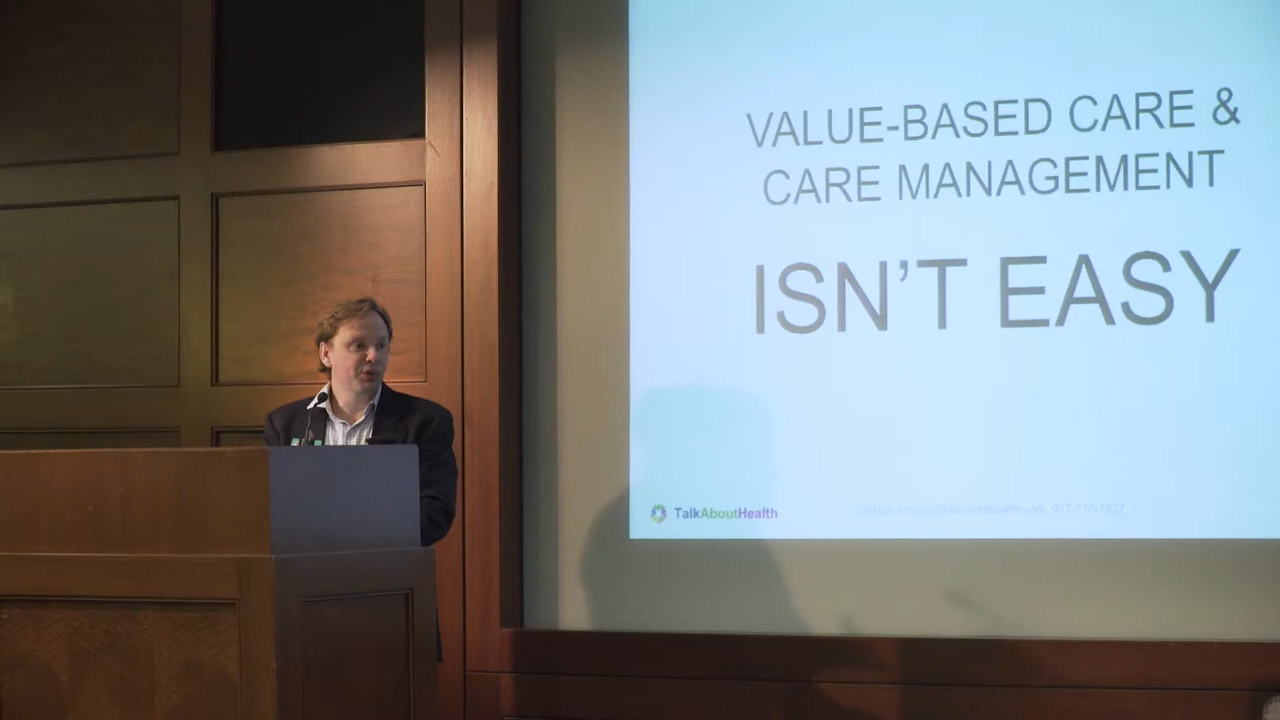 VALUE-BASED CARE &
CARE MANAGEMENT
ISN'T EASY
TalkAboutHealth